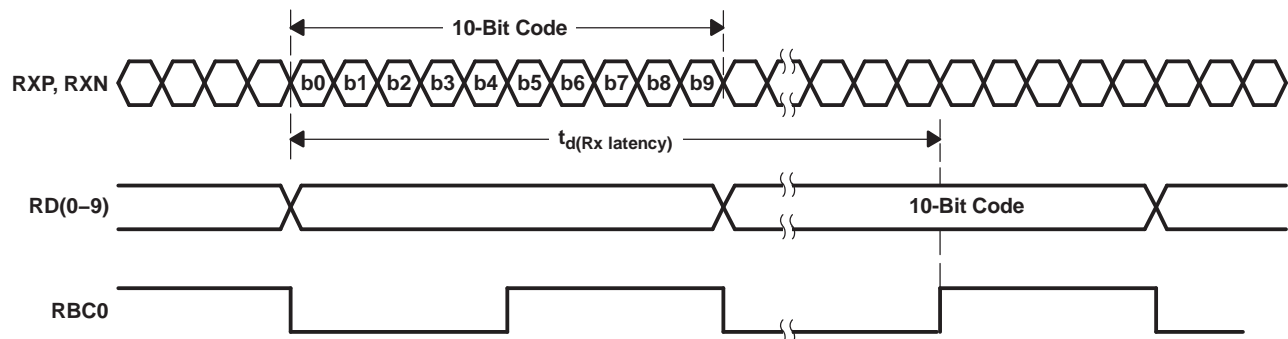 10-Bit Code
RXP, RXN
b0 b1 b2 b3 b4 b5 b6 b7 b8 b9
td(Rx latency)
RD(0–9)
10-Bit Code
RBC0